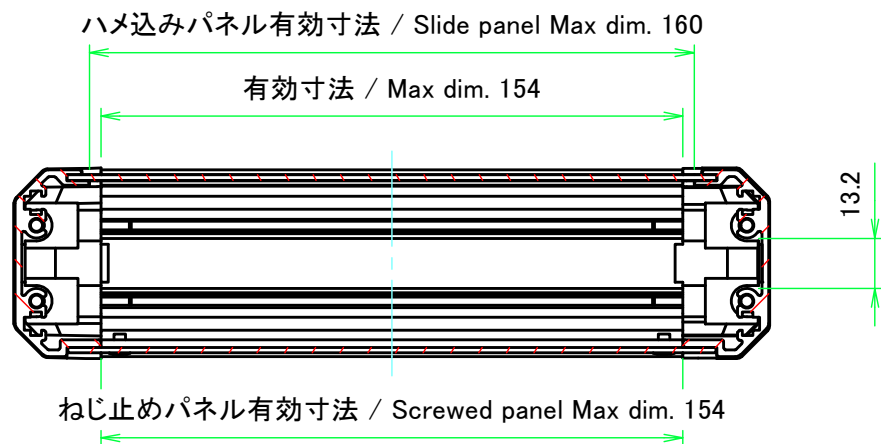 ハメ込みパネル有効寸法 / Slide panel Max dim. 160
有効寸法 / Max dim. 154
13.2
ねじ止めパネル有効寸法 / Screwed panel Max dim. 154